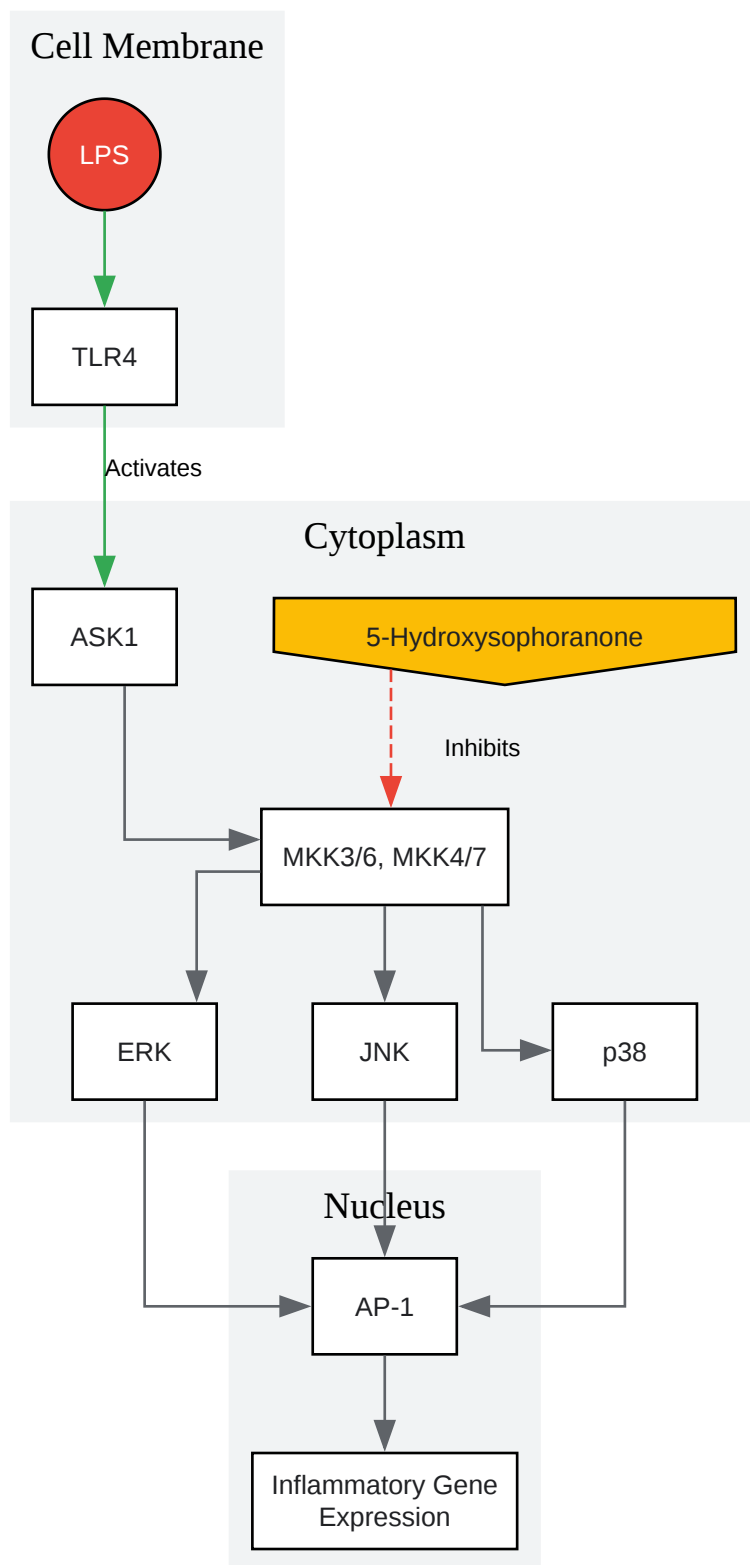 Cell Membrane
LPS
TLR4
Activates
Cytoplasm
ASK1
5-Hydroxysophoranone
Inhibits
MKK3/6, MKK4/7
ERK
JNK
p38
Nucleus
AP-1
Inflammatory Gene
Expression